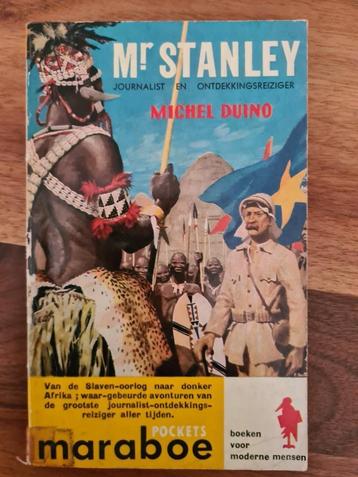 Mr STANLEY
JOURNALIST EN ONTDEKKINGSREIZIGER
MICHEL DUINO
Van de Slaven-oorlog naar donker
Afrika ; waar-gebeurde avonturen van
de grootste journalist-ontdekkings-
reiziger aller tijden.
POCKETS
maraboe
boeken
voor
moderne mensen